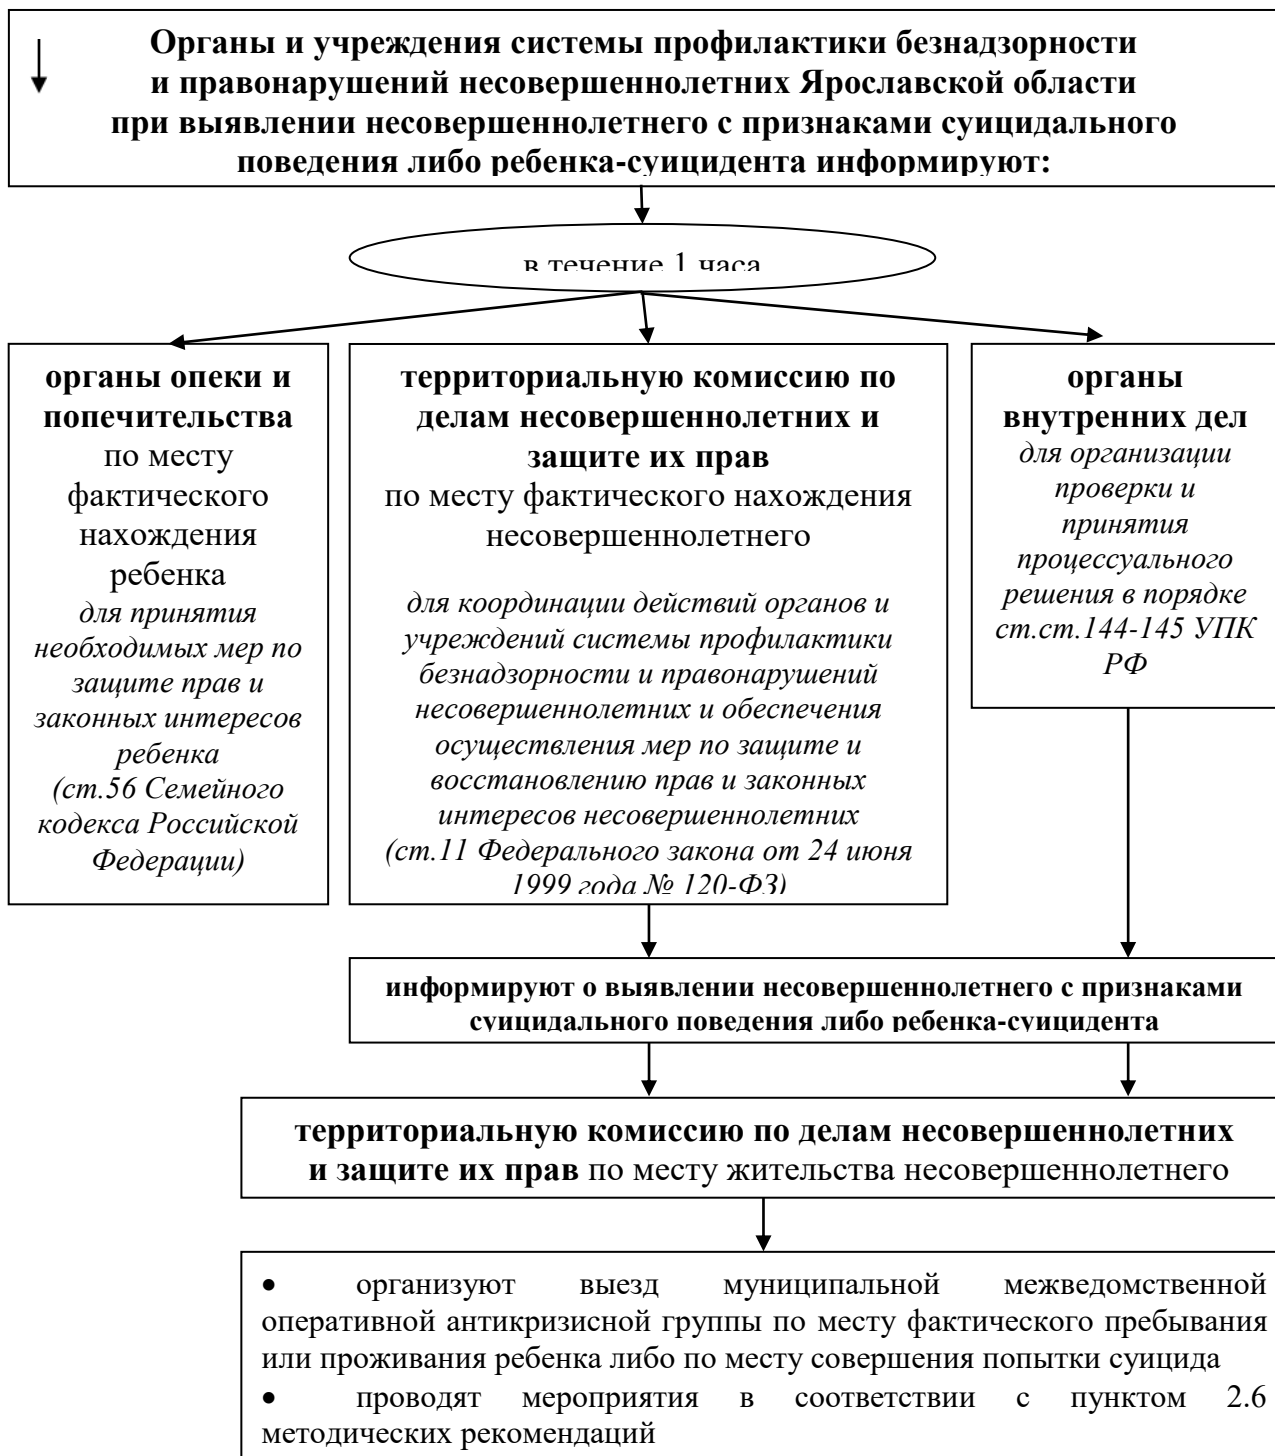 Органы и учреждения системы профилактики безнадзорности
и правонарушений несовершеннолетних Ярославской области
при выявлении несовершеннолетнего с признаками суицидального
поведения либо ребенка-суицидента информируют:
в течение 1 часа
органы опеки и
попечительства
по месту
фактического
нахождения
ребенка
для принятия
необходимых мер по
защите прав и
законных интересов
ребенка
(ст.56 Семейного
кодекса Российской
Федерации)
территориальную комиссию по
делам несовершеннолетних и
защите их прав
по месту фактического нахождения
несовершеннолетнего
для координации действий органов и
учреждений системы профилактики
безнадзорности и правонарушений
несовершеннолетних и обеспечения
осуществления мер по защите и
восстановлению прав и законных
интересов несовершеннолетних
(ст.11 Федерального закона от 24 июня
1999 года № 120-ФЗ)
органы
внутренних дел
для организации
проверки и
принятия
процессуального
решения в порядке
ст.ст.144-145 УПК
РФ
информируют о выявлении несовершеннолетнего с признаками
суицидального поведения либо ребенка-суицидента
территориальную комиссию по делам несовершеннолетних
и защите их прав по месту жительства несовершеннолетнего
• организуют выезд муниципальной межведомственной
оперативной антикризисной группы по месту фактического пребывания
или проживания ребенка либо по месту совершения попытки суицида
• проводят мероприятия в соответствии с пунктом 2.6
методических рекомендаций